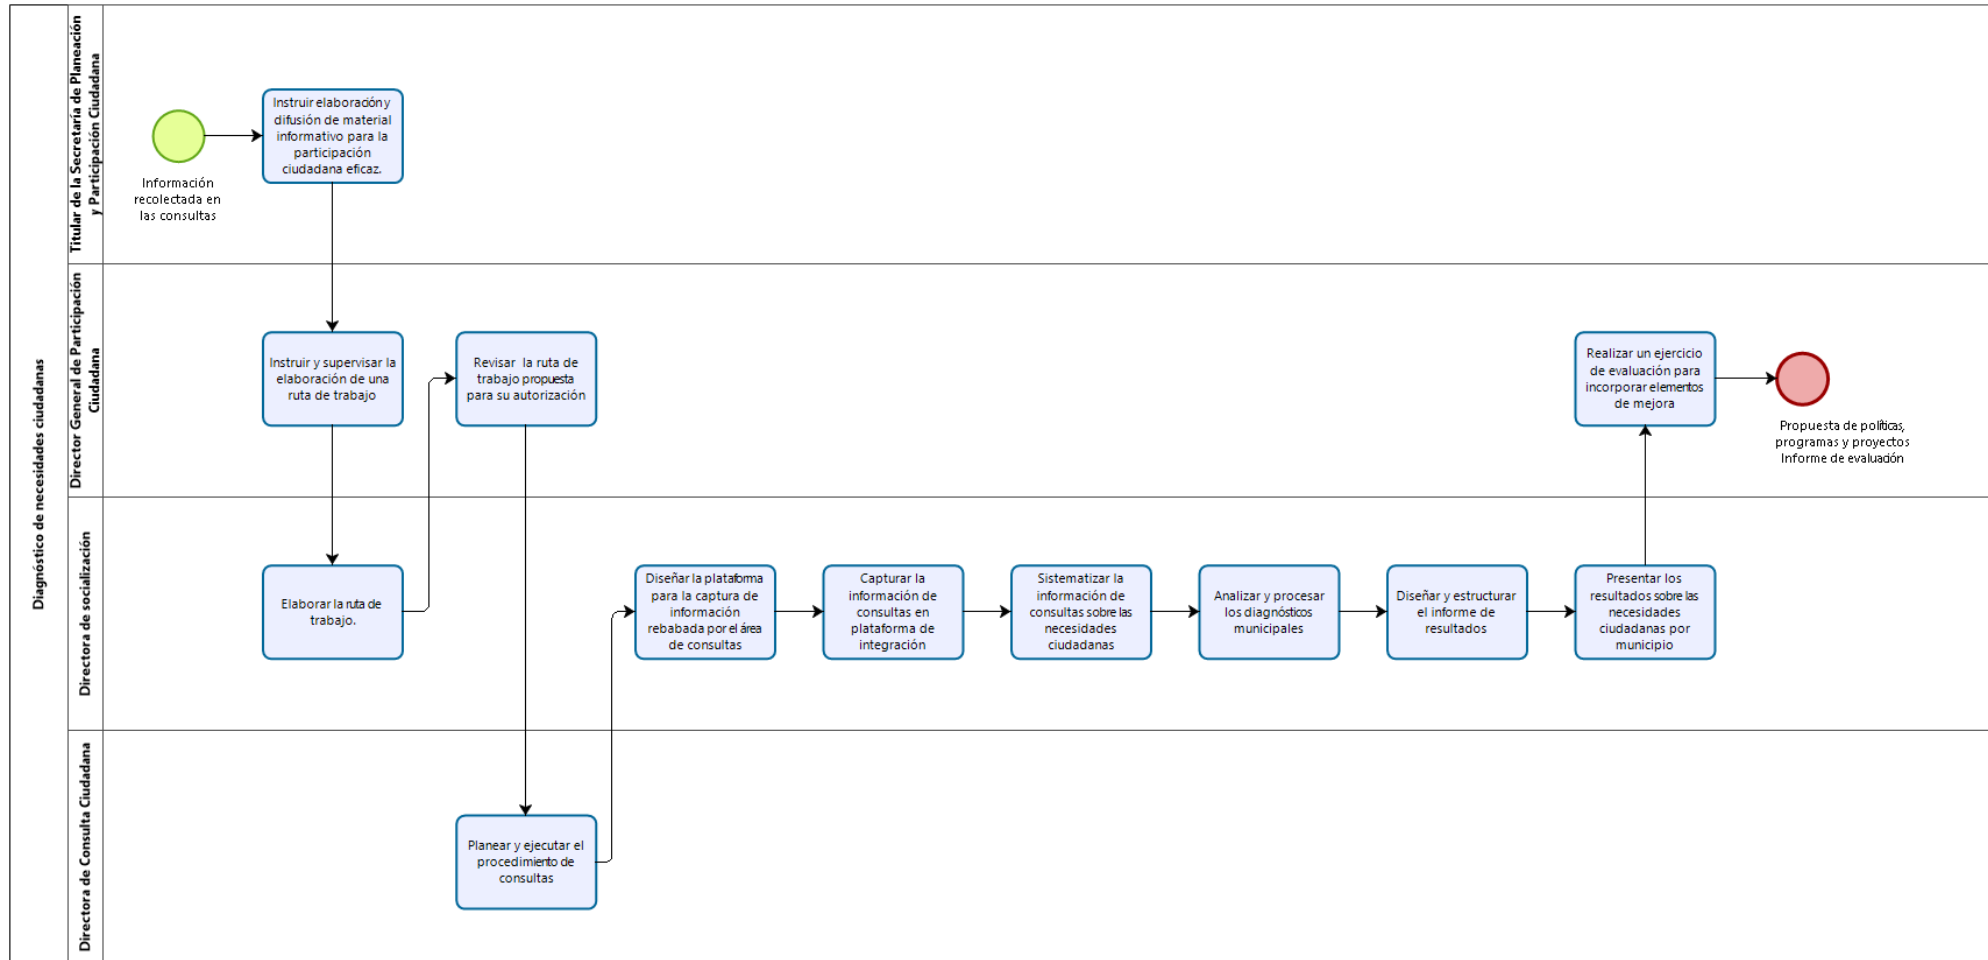 Diagnóstico de necesidades ciudadanas
Titular de la Secretaría de Planeación
y Participación Ciudadana
Información
recolectada en
las consultas
Instruir elaboración y
difusión de material
informativo para la
participación
ciudadana eficaz.
Director General de Participación
Ciudadana
Instruir y supervisar la
elaboración de una
ruta de trabajo
Revisar la ruta de
trabajo propuesta
para su autorización
Realizar un ejercicio
de evaluación para
incorporar elementos
de mejora
Propuesta de políticas,
programas y proyectos
Informe de evaluación
Directora de socialización
Elaborar la ruta de
trabajo.
Diseñar la plataforma
para la captura de
información
rebabada por el área
de consultas
Capturar la
información de
consultas en
plataforma de
integración
Sistematizar la
información de
consultas sobre las
necesidades
ciudadanas
Analizar y procesar
los diagnósticos
municipales
Diseñar y estructurar
el informe de
resultados
Presentar los
resultados sobre las
necesidades
ciudadanas por
municipio
Directora de Consulta Ciudadana
Planear y ejecutar el
procedimiento de
consultas